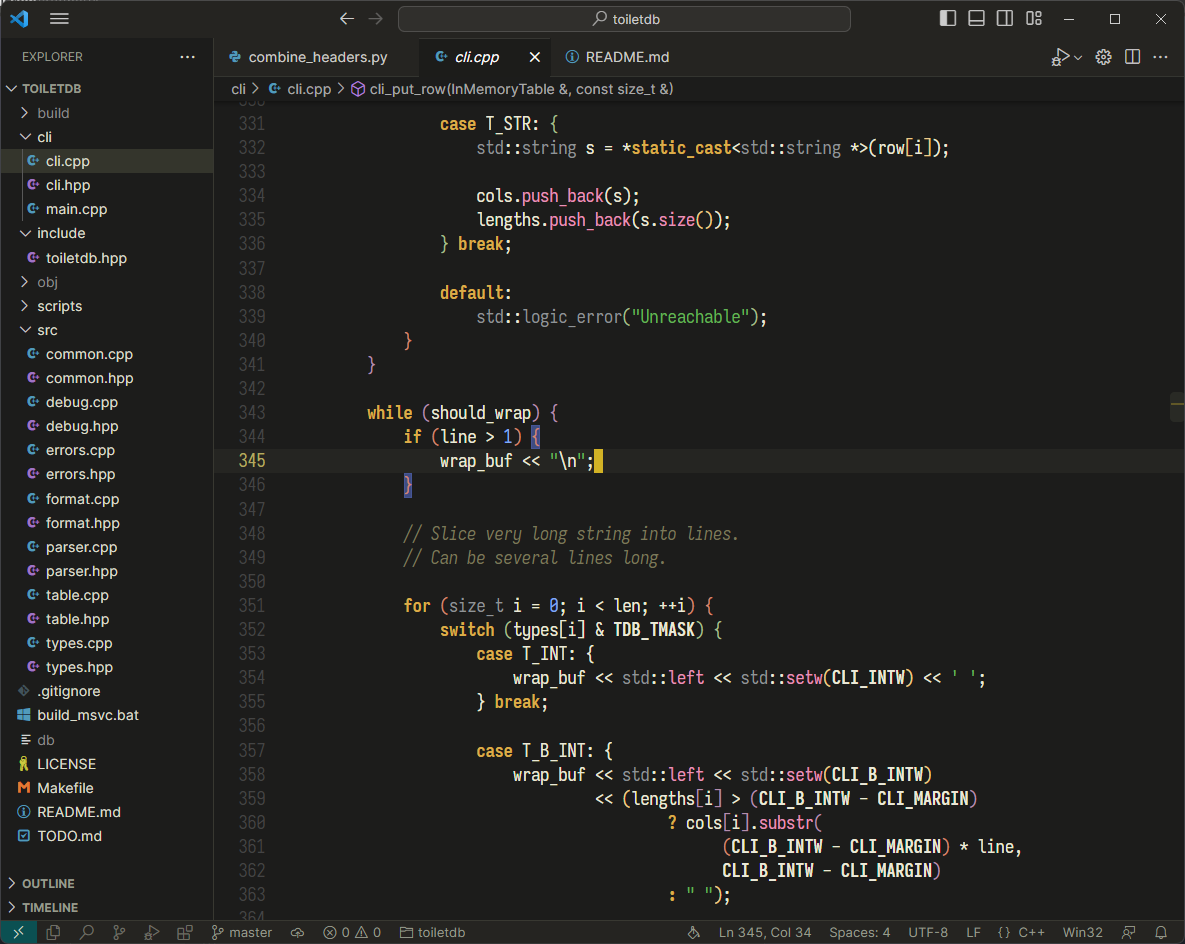 toiletdb
EXPLORER
combine_headers.py
cli.cpp
README.md
TOILETDB
build
cli
cli.cpp
cli.hpp
main.cpp
include
toiletdb.hpp
obj
scripts
src
common.cpp
common.hpp
debug.cpp
debug.hpp
errors.cpp
errors.hpp
format.cpp
format.hpp
parser.cpp
parser.hpp
table.cpp
table.hpp
types.cpp
types.hpp
.gitignore
build_msvc.bat
db
LICENSE
Makefile
README.md
TODO.md
OUTLINE
TIMELINE
cli > cli.cpp > cli_put_row(InMemoryTable &, const size_t &)
330
331 case T_STR: {
332 std::string s = *static_cast<std::string *>(row[i]);
333
334 cols.push_back(s);
335 lengths.push_back(s.size());
336 } break;
337
338 default:
339 std::logic_error("Unreachable");
340 }
341 }
342
343 while (should_wrap) {
344 if (line > 1) {
345 wrap_buf << "\n";
346 }
347
348 // Slice very long string into lines.
349 // Can be several lines long.
350
351 for (size_t i = 0; i < len; ++i) {
352 switch (types[i] & TDB_TMASK) {
353 case T_INT: {
354 wrap_buf << std::left << std::setw(CLI_INTW) << ' ';
355 } break;
356
357 case T_B_INT: {
358 wrap_buf << std::left << std::setw(CLI_B_INTW)
359 << (lengths[i] > (CLI_B_INTW - CLI_MARGIN)
360 ? cols[i].substr(
361 (CLI_B_INTW - CLI_MARGIN) * line,
362 CLI_B_INTW - CLI_MARGIN)
363 : " ");
364
master
0
0
toiletdb
Ln 345, Col 34
Spaces: 4
UTF-8
LF
{} C++
Win32